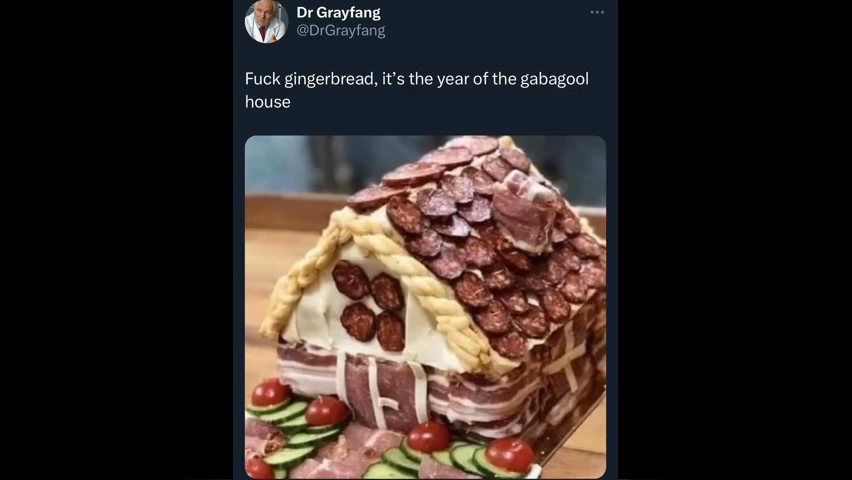 Dr Grayfang
@DrGrayfang
Fuck gingerbread, it's the year of the gabagool
house